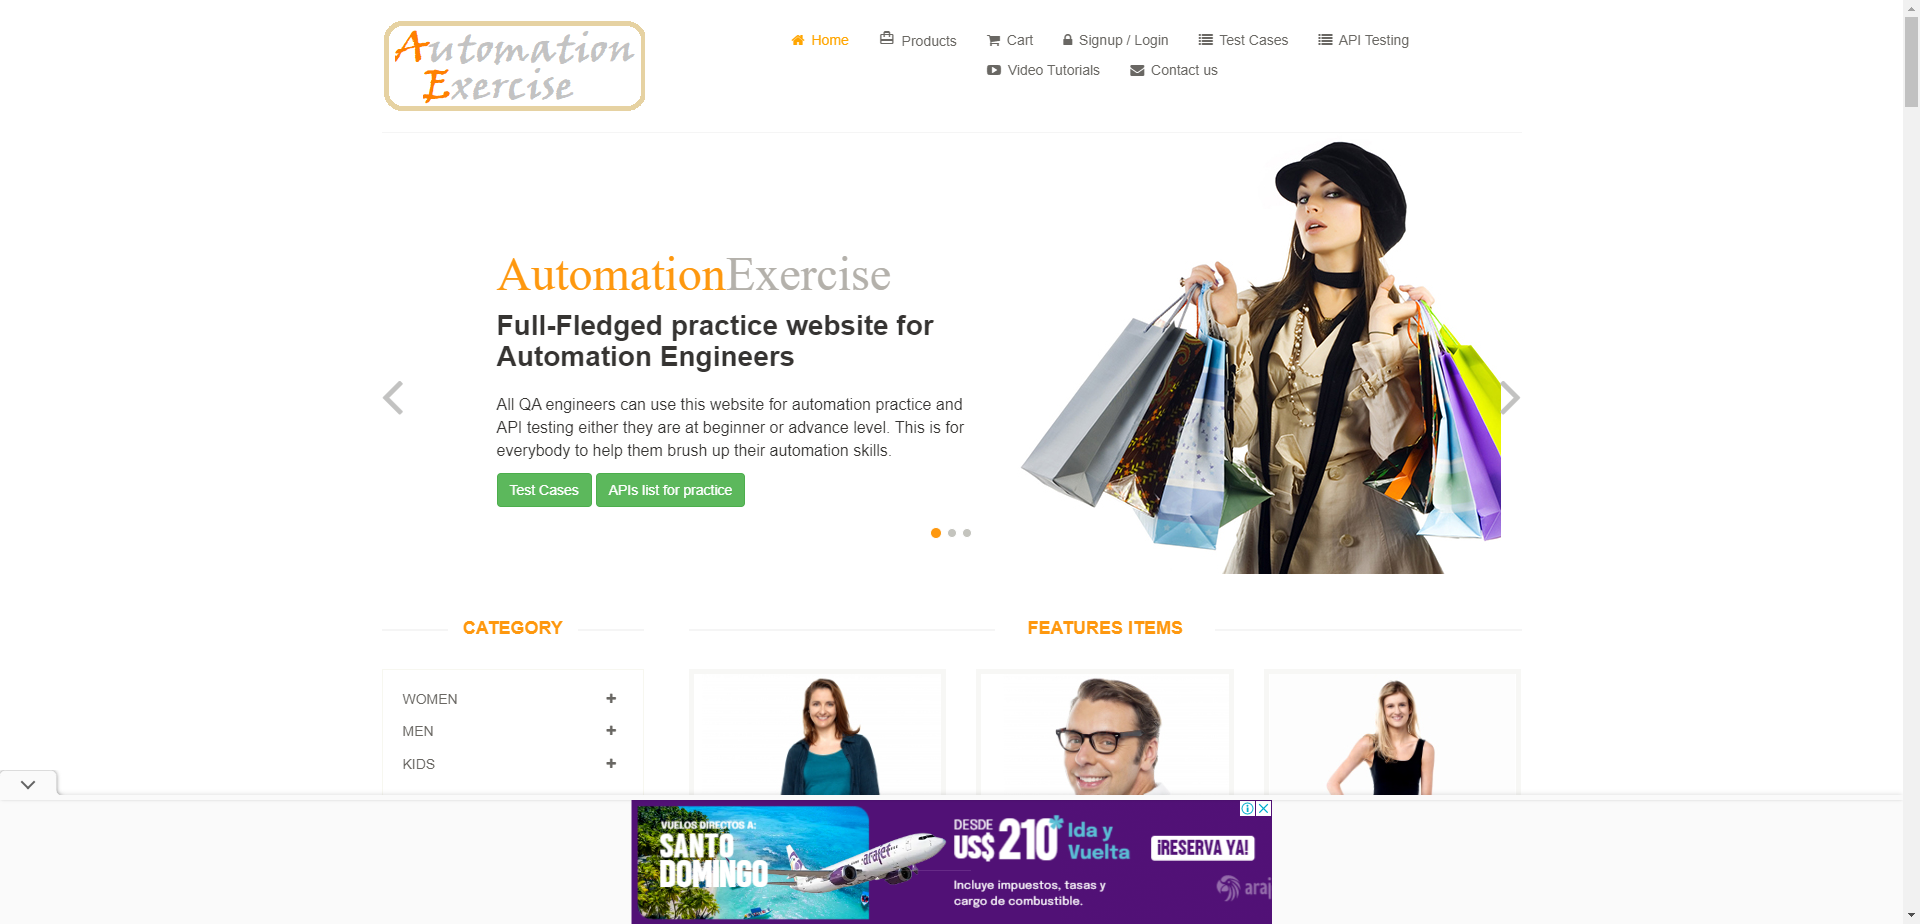 Automation
Exercise
Home
Products
Cart
Signup / Login
Test Cases
API Testing
Video Tutorials
Contact us
AutomationExercise
Full-Fledged practice website for
Automation Engineers
All QA engineers can use this website for automation practice and
API testing either they are at beginner or advance level. This is for
everybody to help them brush up their automation skills.
Test Cases
APIs list for practice
CATEGORY
FEATURES ITEMS
WOMEN
MEN
KIDS
VUELOS DIRECTOS A:
SANTO
DOMINGO
arajet
DESDE
US$ 210*
Ida y
Vuelta
Incluye impuestos, tasas y
cargo de combustible.
¡RESERVA YA!
araj